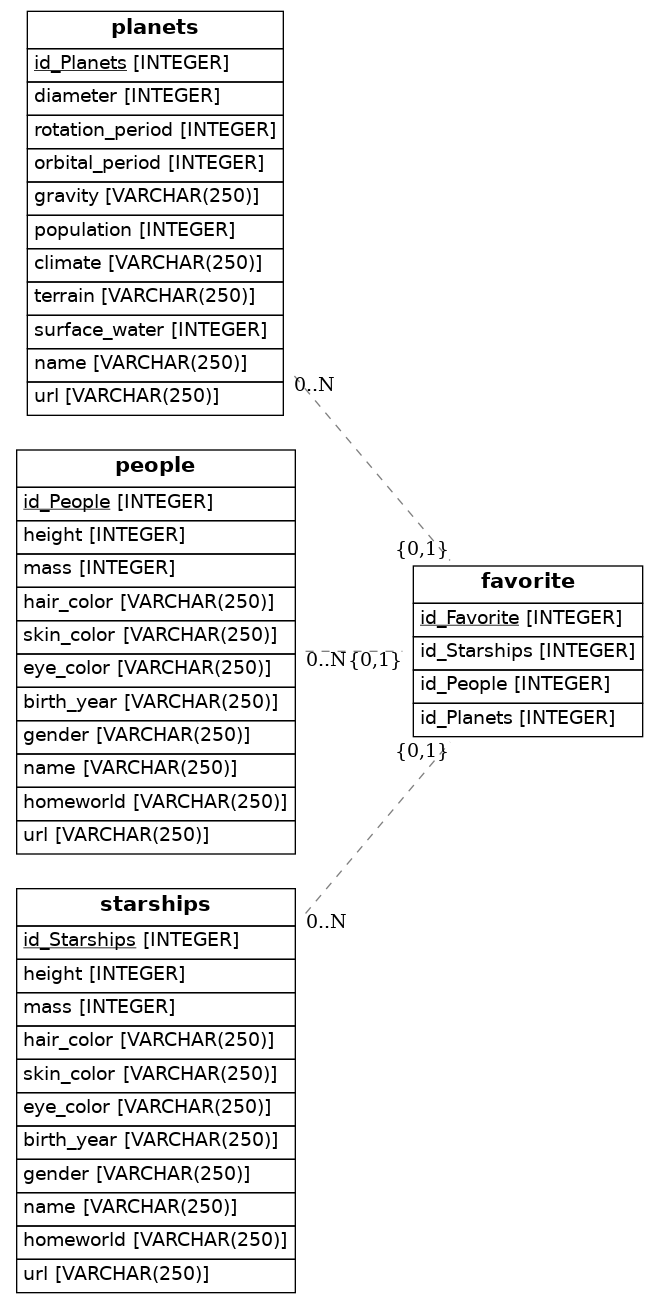 planets
id_Planets [INTEGER]
diameter [INTEGER]
rotation_period [INTEGER]
orbital_period [INTEGER]
gravity [VARCHAR(250)]
population [INTEGER]
climate [VARCHAR(250)]
terrain [VARCHAR(250)]
surface_water [INTEGER]
name [VARCHAR(250)]
url [VARCHAR(250)]
0..N
people
id_People [INTEGER]
height [INTEGER]
mass [INTEGER]
hair_color [VARCHAR(250)]
skin_color [VARCHAR(250)]
eye_color [VARCHAR(250)]
birth_year [VARCHAR(250)]
gender [VARCHAR(250)]
name [VARCHAR(250)]
homeworld [VARCHAR(250)]
url [VARCHAR(250)]
0..N{0,1}
{0,1}
favorite
id_Favorite [INTEGER]
id_Starships [INTEGER]
id_People [INTEGER]
id_Planets [INTEGER]
{0,1}
starships
id_Starships [INTEGER]
height [INTEGER]
mass [INTEGER]
hair_color [VARCHAR(250)]
skin_color [VARCHAR(250)]
eye_color [VARCHAR(250)]
birth_year [VARCHAR(250)]
gender [VARCHAR(250)]
name [VARCHAR(250)]
homeworld [VARCHAR(250)]
url [VARCHAR(250)]
0..N